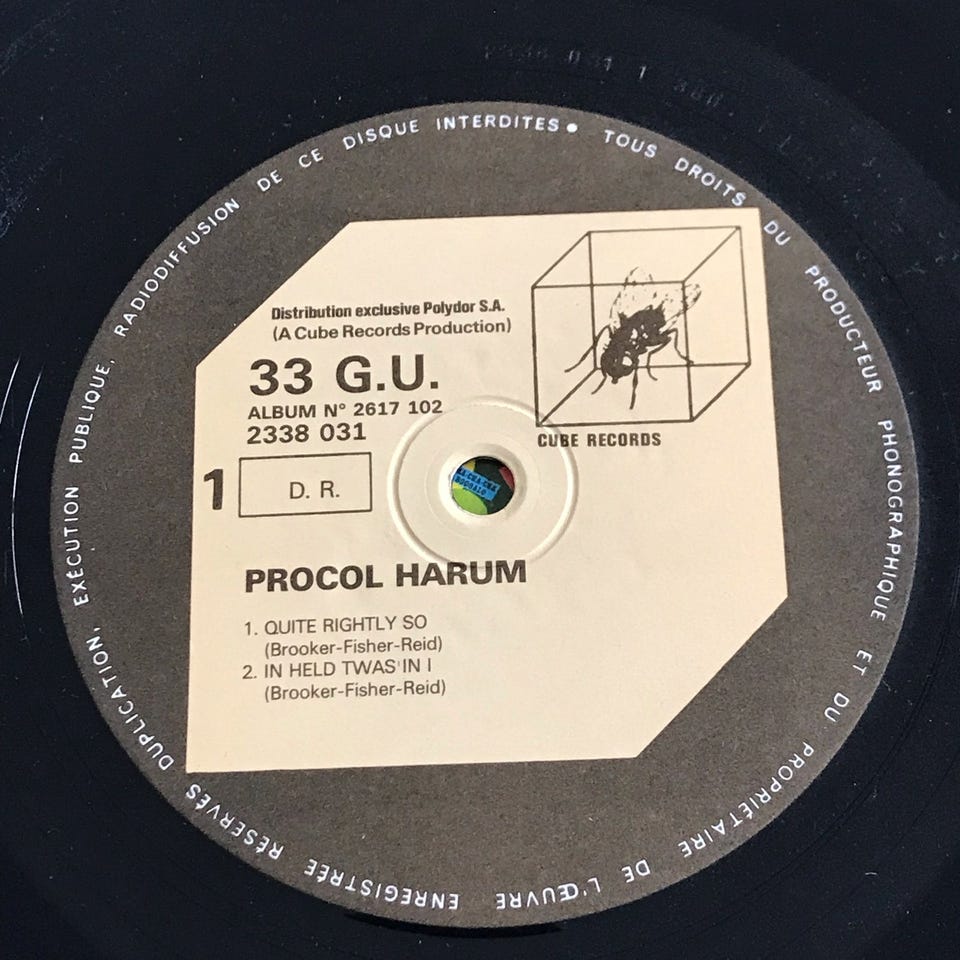 TOUS DROITS DU PRODUCTEUR PHONOGRAPHIQUE ET DU PROPRIÉTAIRE DE L'ŒUVRE ENREGISTRÉE RÉSERVÉS DUPLICATION, EXÉCUTION PUBLIQUE, RADIODIFFUSION DE CE DISQUE INTERDITES •
Distribution exclusive Polydor S.A.
(A Cube Records Production)
33 G.U.
ALBUM N° 2617 102
2338 031
CUBE RECORDS
1
D. R.
PROCOL HARUM
1. QUITE RIGHTLY SO
(Brooker-Fisher-Reid)
2. IN HELD TWAS'IN I
(Brooker-Fisher-Reid)